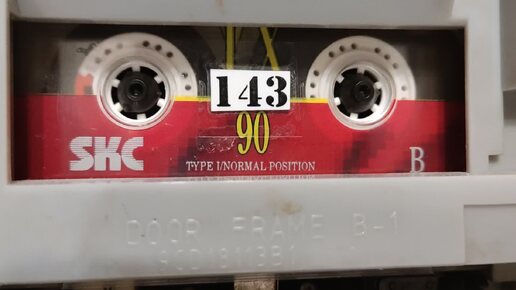 143
90
SKC
TYPE I/NORMAL POSITION
B
DOOR FRAME B-1